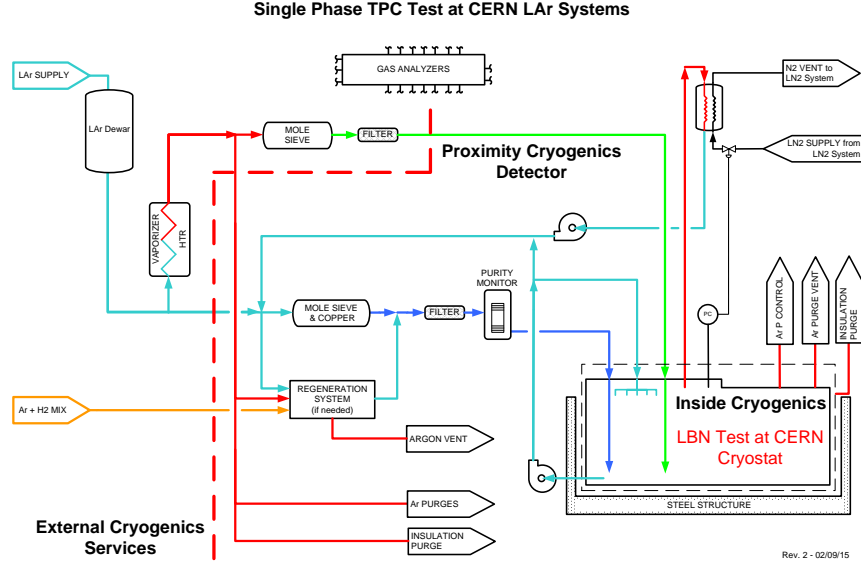 Single Phase TPC Test at CERN LAr Systems
LAr SUPPLY
GAS ANALYZERS
N2 VENT to
LN2 System
LAr Dewar
MOLE
SIEVE
FILTER
Proximity Cryogenics
Detector
LN2 SUPPLY from
LN2 System
VAPORIZER
HTR
PURITY
MONITOR
MOLE SIEVE
& COPPER
FILTER
PC
Ar P CONTROL
Ar PURGE VENT
INSULATION
PURGE
REGENERATION
SYSTEM
(if needed)
Ar + H2 MIX
ARGON VENT
Inside Cryogenics
LBN Test at CERN
Cryostat
Ar PURGES
STEEL STRUCTURE
External Cryogenics
Services
INSULATION
PURGE
Rev. 2 - 02/09/15